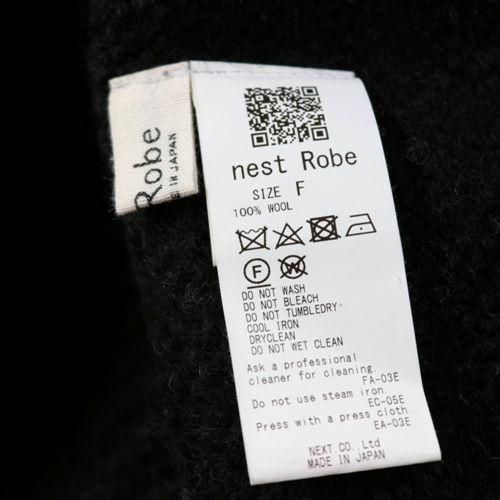 Robe
E IN JAPAN
nest Robe
SIZE F
100% WOOL
F
W
DO NOT WASH
DO NOT BLEACH
DO NOT TUMBLEDRY
COOL IRON
DRYCLEAN
DO NOT WET CLEAN
Ask a professional
cleaner for cleaning.
FA-03E
Do not use steam iron.
EC-05E
Press with a press cloth.
EA-03E
NEXT.CO.,Ltd
MADE IN JAPAN